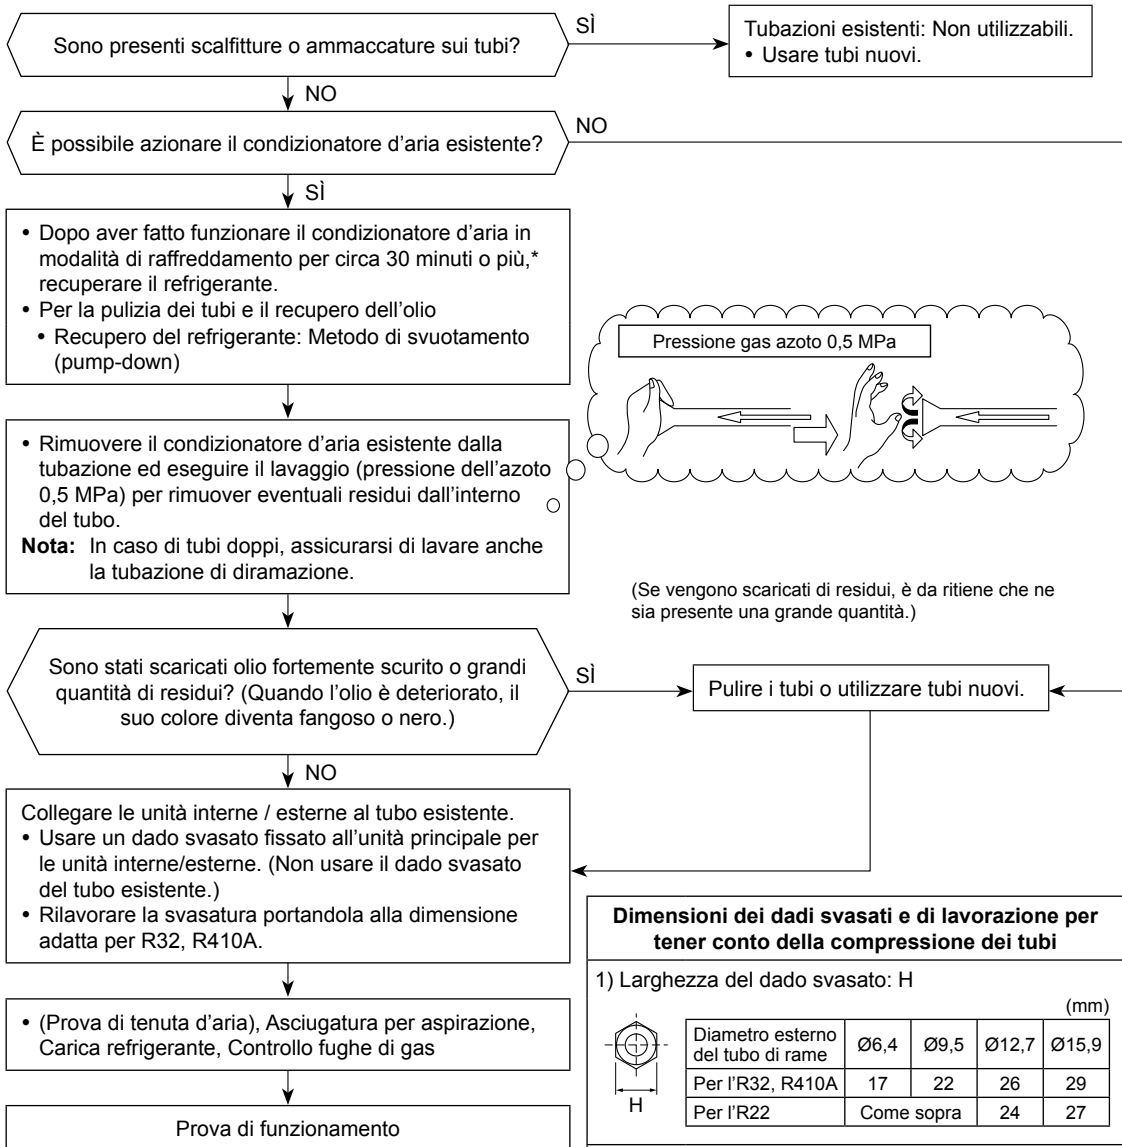 Sono presenti scalfitture o ammaccature sui tubi?
SÌ
Tubazioni esistenti: Non utilizzabili.
• Usare tubi nuovi.
NO
È possibile azionare il condizionatore d'aria esistente?
NO
SÌ
• Dopo aver fatto funzionare il condizionatore d'aria in
modalità di raffreddamento per circa 30 minuti o più,*
recuperare il refrigerante.
• Per la pulizia dei tubi e il recupero dell'olio
• Recupero del refrigerante: Metodo di svuotamento
(pump-down)
Pressione gas azoto 0,5 MPa
• Rimuovere il condizionatore d'aria esistente dalla
tubazione ed eseguire il lavaggio (pressione dell'azoto
0,5 MPa) per rimuover eventuali residui dall'interno
del tubo.
Nota: In caso di tubi doppi, assicurarsi di lavare anche
la tubazione di diramazione.
(Se vengono scaricati di residui, è da ritiene che ne
sia presente una grande quantità.)
Sono stati scaricati olio fortemente scurito o grandi
quantità di residui? (Quando l'olio è deteriorato, il
suo colore diventa fangoso o nero.)
SÌ
Pulire i tubi o utilizzare tubi nuovi.
NO
Collegare le unità interne / esterne al tubo esistente.
• Usare un dado svasato fissato all'unità principale per
le unità interne/esterne. (Non usare il dado svasato
del tubo esistente.)
• Rilavorare la svasatura portandola alla dimensione
adatta per R32, R410A.
• (Prova di tenuta d'aria), Asciugatura per aspirazione,
Carica refrigerante, Controllo fughe di gas
Prova di funzionamento
Dimensioni dei dadi svasati e di lavorazione per
tener conto della compressione dei tubi
1) Larghezza del dado svasato: H
(mm)
H
Diametro esterno
del tubo di rame Ø6,4 Ø9,5 Ø12,7 Ø15,9
Per l'R32, R410A 17 22 26 29
Per l'R22 Come sopra 24 27